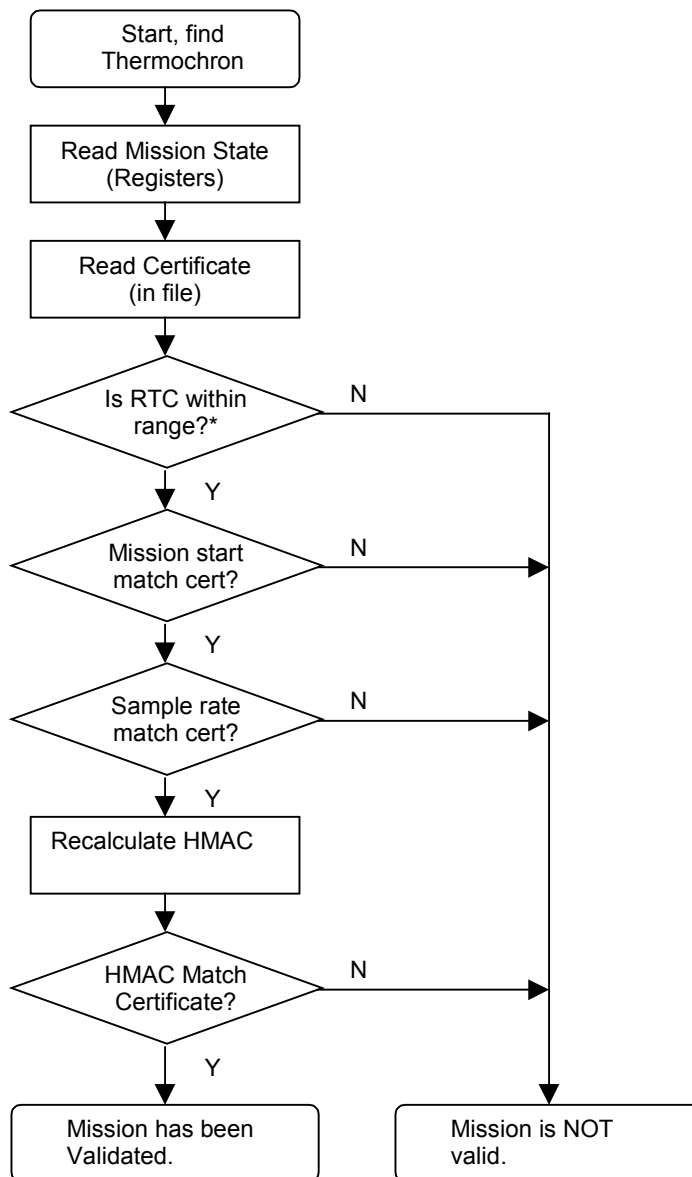 Start, find
Thermochron
Read Mission State
(Registers)
Read Certificate
(in file)
Is RTC within
range?*
N
Y
Mission start
match cert?
N
Y
Sample rate
match cert?
N
Y
Recalculate HMAC
HMAC Match
Certificate?
N
Y
Mission has been
Validated.
Mission is NOT
valid.